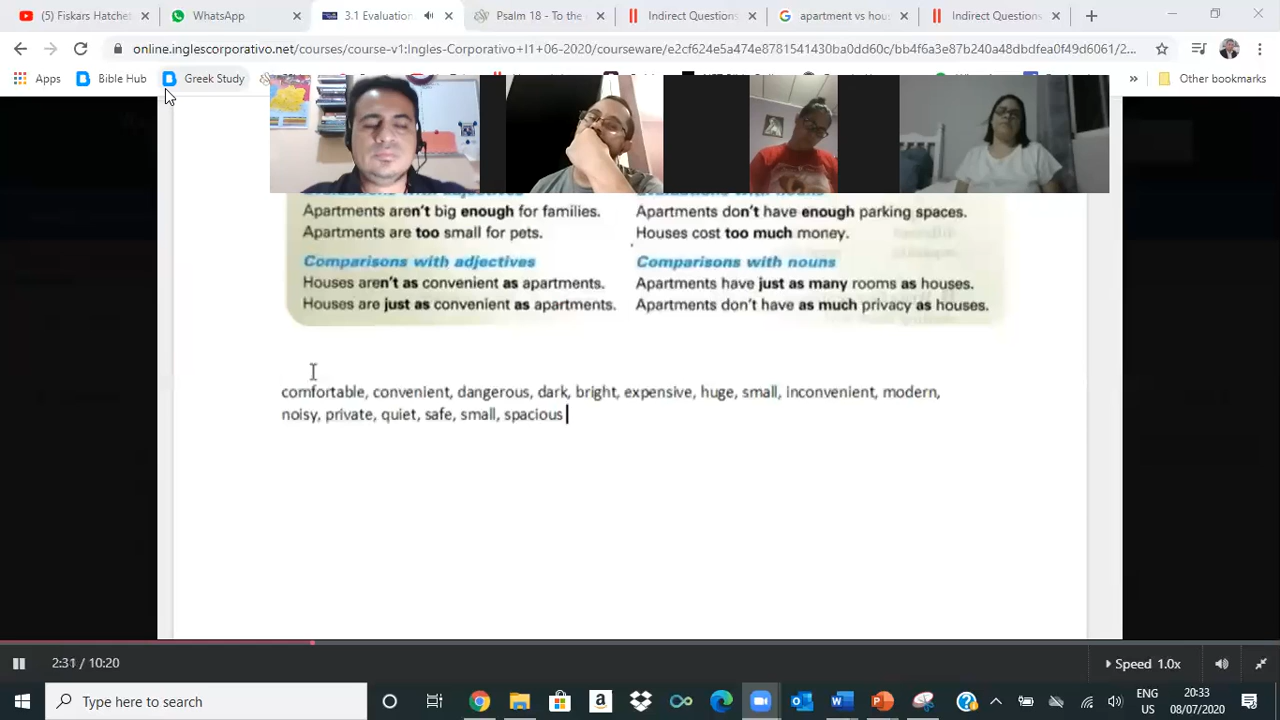 (5) Erkars Hatchet
WhatsApp
3.1 Evaluation
Psalm 18 - To the
Indirect Questions
apartment vs hou
Indirect Questions
online.inglescorporativo.net/courses/course-v1:Ingles-Corporativo+I1+06-2020/courseware/e2cf624e5a474e8781541430ba0dd60c/bb4f6a3e87b240a48dbdfea0f49d6061/2...
Apps
Bible Hub
Greek Study
Other bookmarks
Apartments aren't big enough for families.
Apartments are too small for pets.
Comparisons with adjectives
Houses aren't as convenient as apartments.
Houses are just as convenient as apartments.
Apartments don't have enough parking spaces.
Houses cost too much money.
Comparisons with nouns
Apartments have just as many rooms as houses.
Apartments don't have as much privacy as houses.
comfortable, convenient, dangerous, dark, bright, expensive, huge, small, inconvenient, modern,
noisy, private, quiet, safe, small, spacious
2:31 / 10:20
Speed 1.0x
Type here to search
ENG
US
20:33
08/07/2020